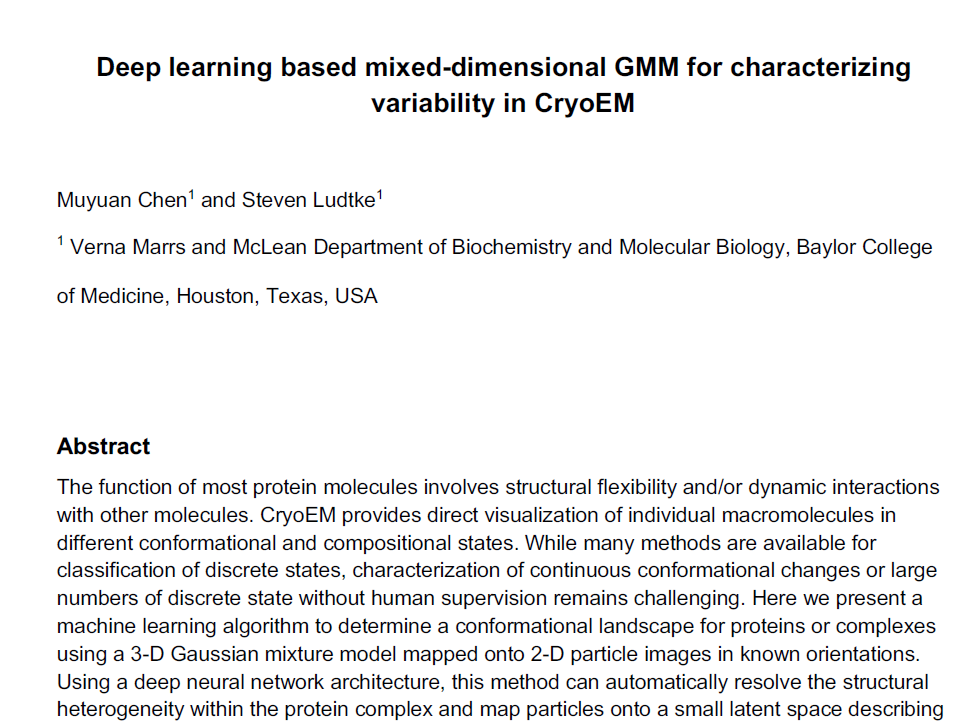 Deep learning based mixed-dimensional GMM for characterizing
variability in CryoEM
Muyuan Chen¹ and Steven Ludtke¹
¹ Verna Marrs and McLean Department of Biochemistry and Molecular Biology, Baylor College
of Medicine, Houston, Texas, USA
Abstract
The function of most protein molecules involves structural flexibility and/or dynamic interactions
with other molecules. CryoEM provides direct visualization of individual macromolecules in
different conformational and compositional states. While many methods are available for
classification of discrete states, characterization of continuous conformational changes or large
numbers of discrete state without human supervision remains challenging. Here we present a
machine learning algorithm to determine a conformational landscape for proteins or complexes
using a 3-D Gaussian mixture model mapped onto 2-D particle images in known orientations.
Using a deep neural network architecture, this method can automatically resolve the structural
heterogeneity within the protein complex and map particles onto a small latent space describing